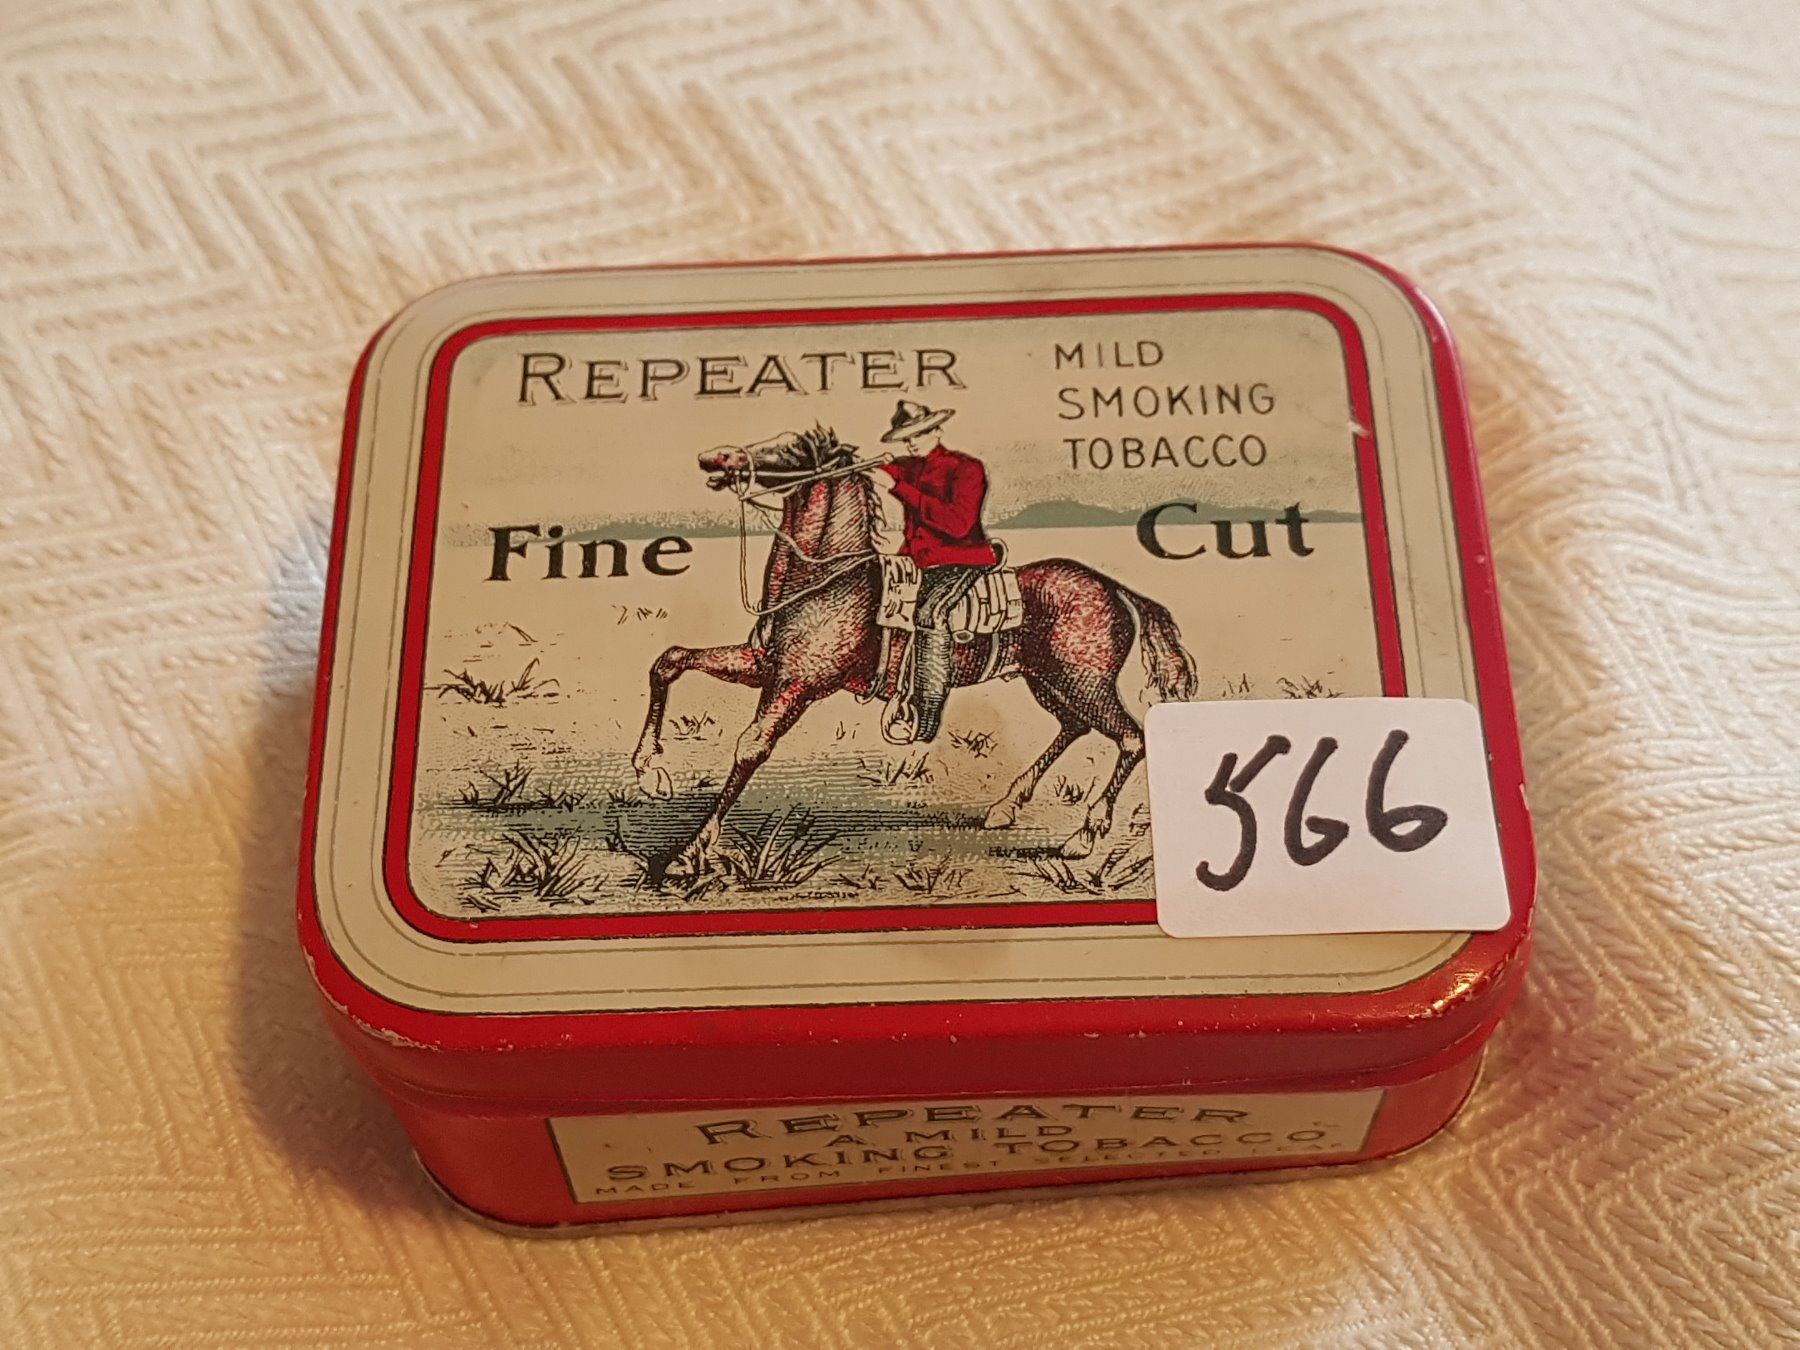 REPEATER
MILD
SMOKING
TOBACCO
Fine Cut
566
REPEATER
A MILD
SMOKING TOBACCO
MADE FROM FINEST SELECTED LEAF